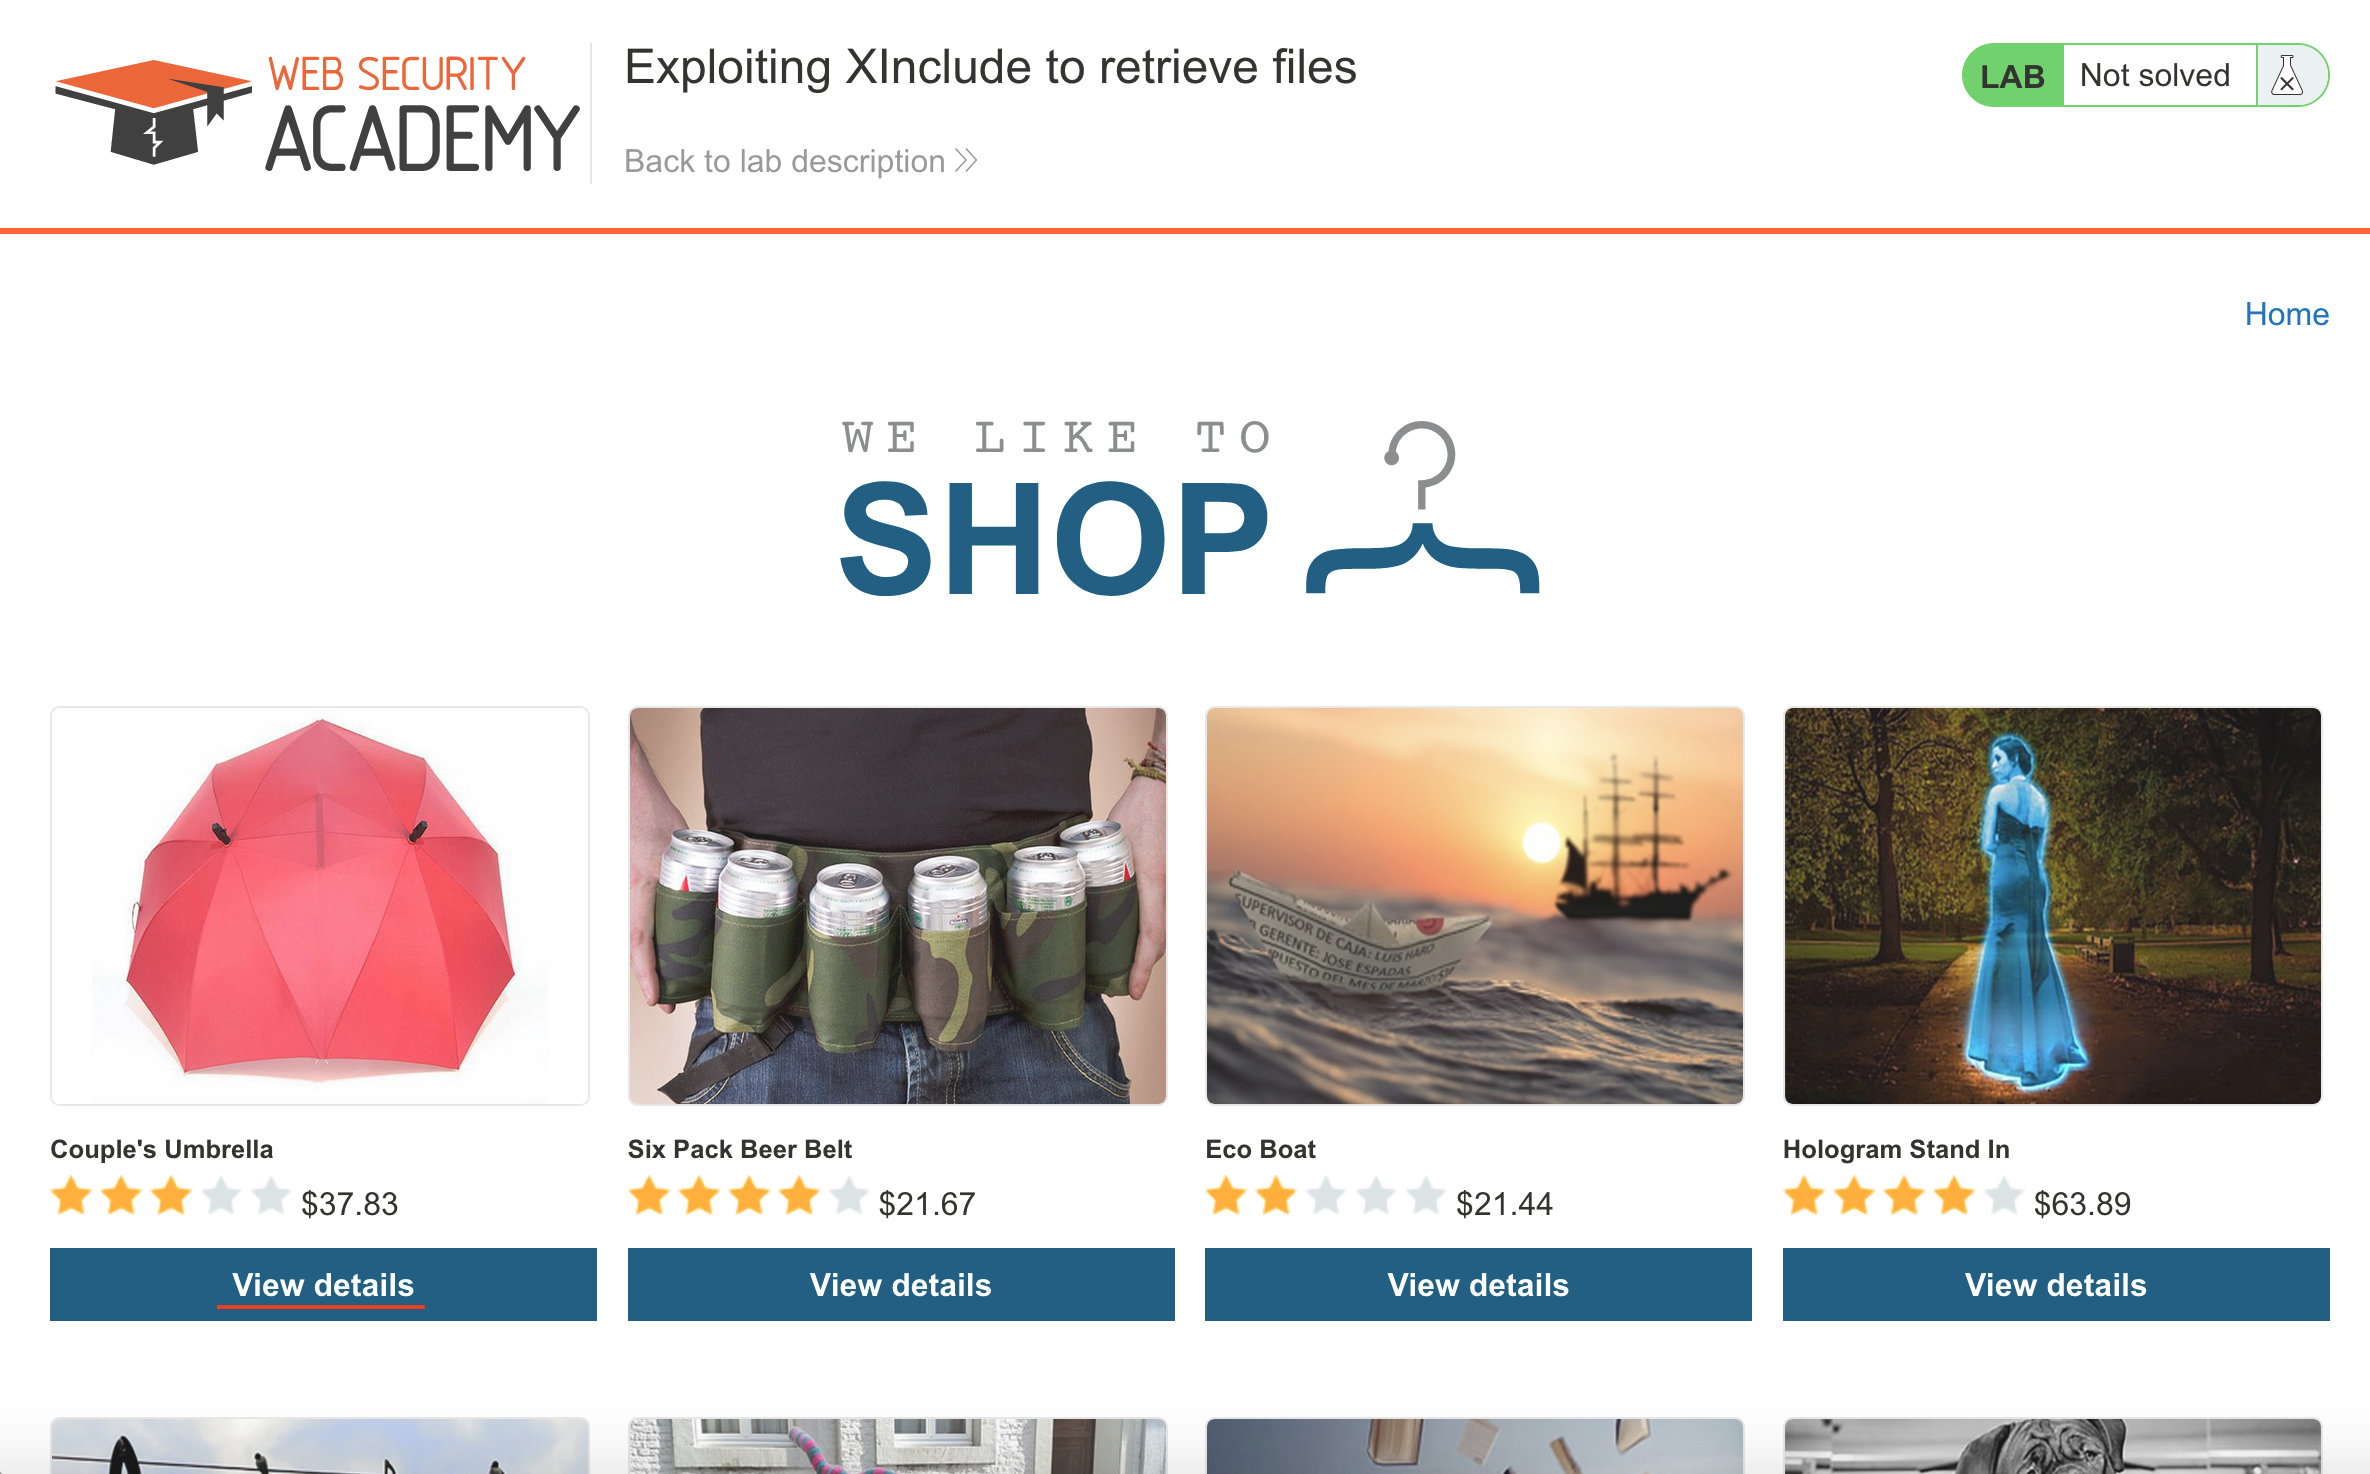 WEB SECURITY
ACADEMY
Exploiting XInclude to retrieve files
Back to lab description
LAB Not solved
Home
WE LIKE TO
SHOP
SUPERVISOR DE CAJA: LUIS HARO
GERENTE: JOSE ESPADAS
PUESTO DEL MES DE
Couple's Umbrella
$37.83
View details
Six Pack Beer Belt
$21.67
View details
Eco Boat
$21.44
View details
Hologram Stand In
$63.89
View details